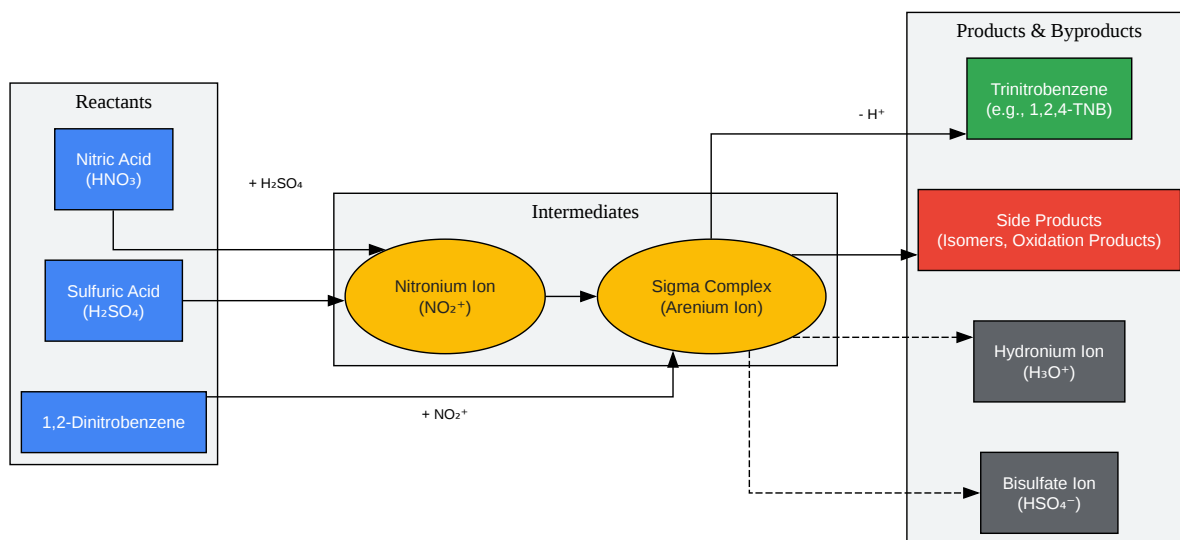 Reactants
Nitric Acid
(HNO₃)
Sulfuric Acid
(H₂SO₄)
1,2-Dinitrobenzene
+ H₂SO₄
+ NO₂⁺
Intermediates
Nitronium Ion
(NO₂⁺)
Sigma Complex
(Arenium Ion)
- H⁺
Products & Byproducts
Trinitrobenzene
(e.g., 1,2,4-TNB)
Side Products
(Isomers, Oxidation Products)
Hydronium Ion
(H₃O⁺)
Bisulfate Ion
(HSO₄⁻)